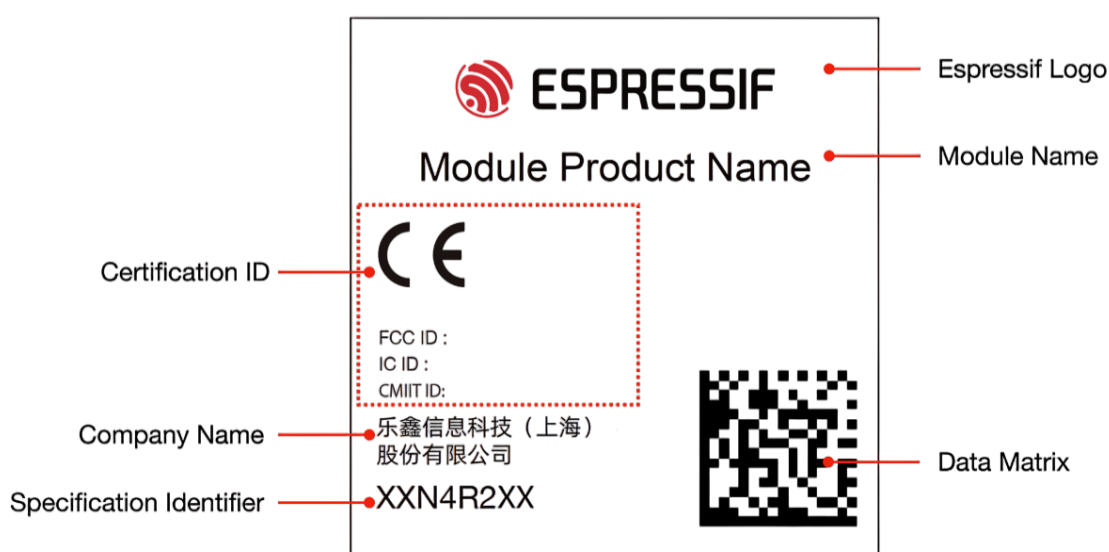 ESPRESSIF
Espressif Logo
Module Product Name
Module Name
CE
Certification ID
FCC ID :
IC ID :
CMIIT ID:
Company Name
乐鑫信息科技（上海）
股份有限公司
Data Matrix
Specification Identifier
XXN4R2XX